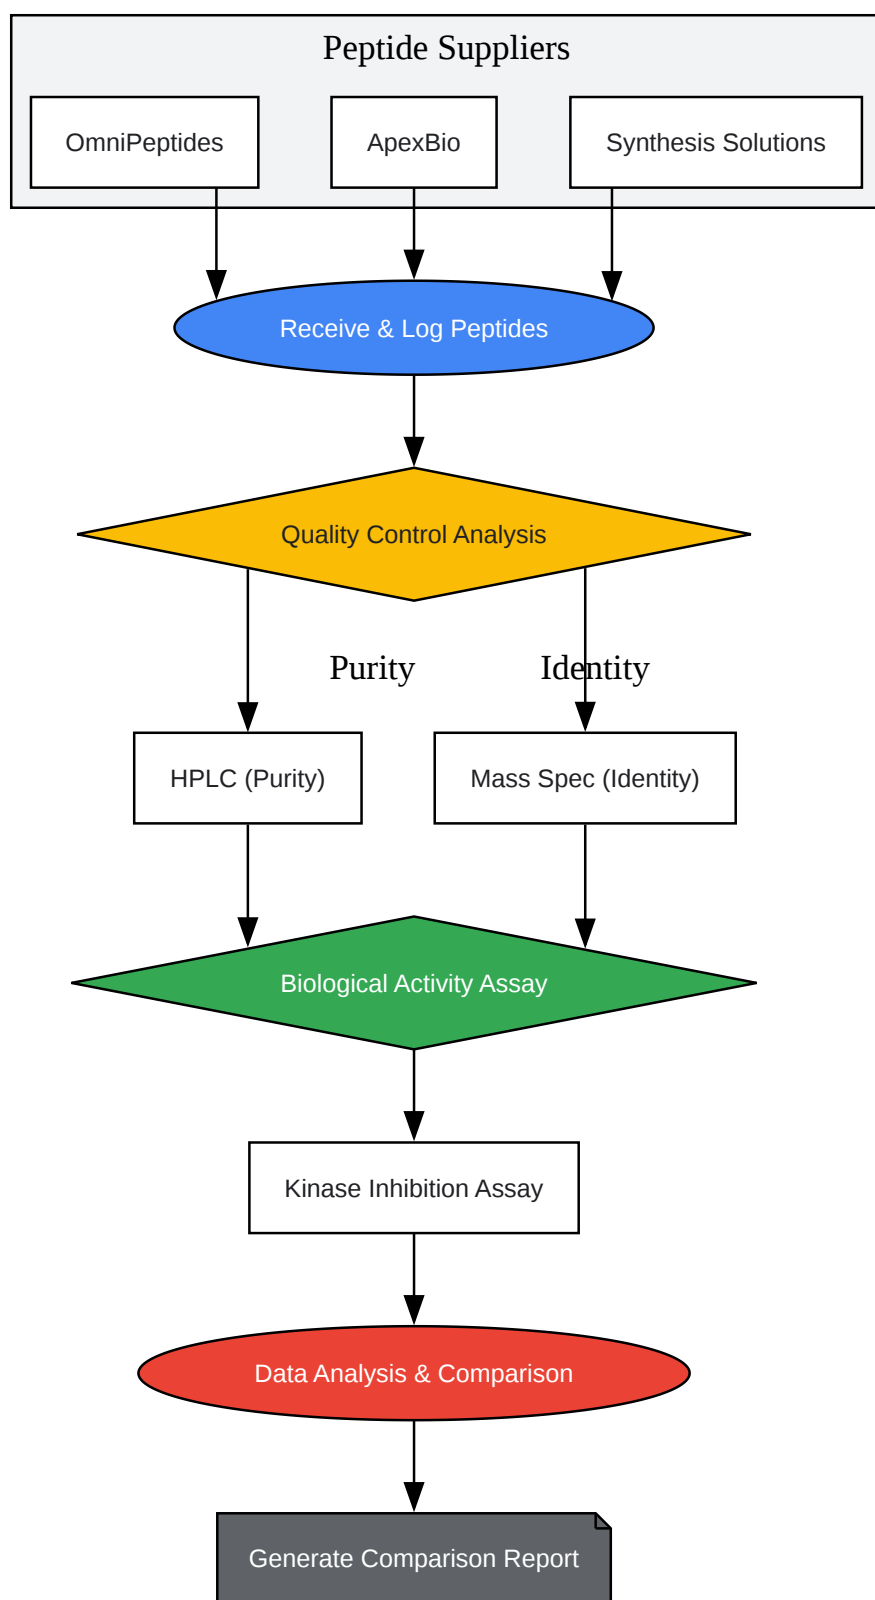 Peptide Suppliers
OmniPeptides
ApexBio
Synthesis Solutions
Receive & Log Peptides
Quality Control Analysis
Purity
Identity
HPLC (Purity)
Mass Spec (Identity)
Biological Activity Assay
Kinase Inhibition Assay
Data Analysis & Comparison
Generate Comparison Report